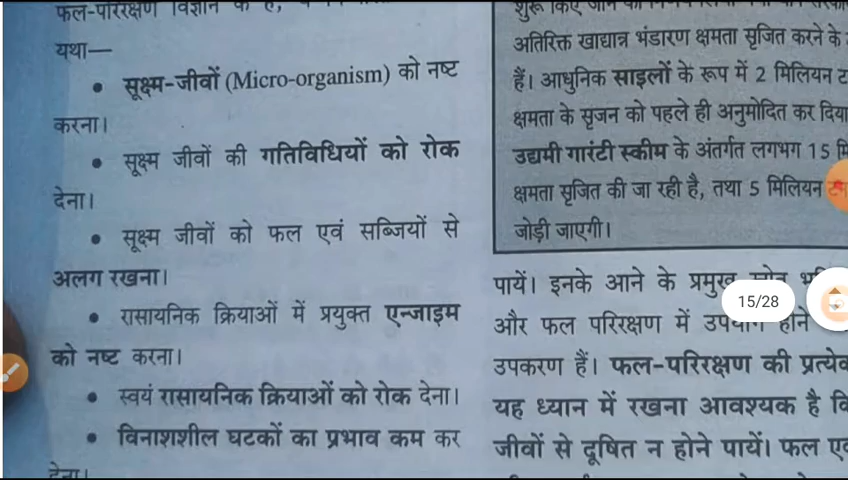 फल-परिरक्षण विज्ञान के
यथा—
• सूक्ष्म-जीवों (Micro-organism) को नष्ट
करना।
• सूक्ष्म जीवों की गतिविधियों को रोक
देना।
• सूक्ष्म जीवों को फल एवं सब्जियों से
अलग रखना।
• रासायनिक क्रियाओं में प्रयुक्त एन्जाइम
को नष्ट करना।
• स्वयं रासायनिक क्रियाओं को रोक देना।
• विनाशशील घटकों का प्रभाव कम कर
देना।
शुरू किए जाने
अतिरिक्त खाद्यान्न भंडारण क्षमता सृजित करने के
हैं। आधुनिक साइलों के रूप में 2 मिलियन
क्षमता के सृजन को पहले ही अनुमोदित कर दिया
उद्यमी गारंटी स्कीम के अंतर्गत लगभग 15
क्षमता सृजित की जा रही है, तथा 5 मिलियन
जोड़ी जाएगी।
पायें। इनके आने के प्रमुख स्रोत
और फल परिरक्षण में उपयोग होने
उपकरण हैं। फल-परिरक्षण की
यह ध्यान में रखना आवश्यक है
जीवों से दूषित न होने पायें। फल
15/28